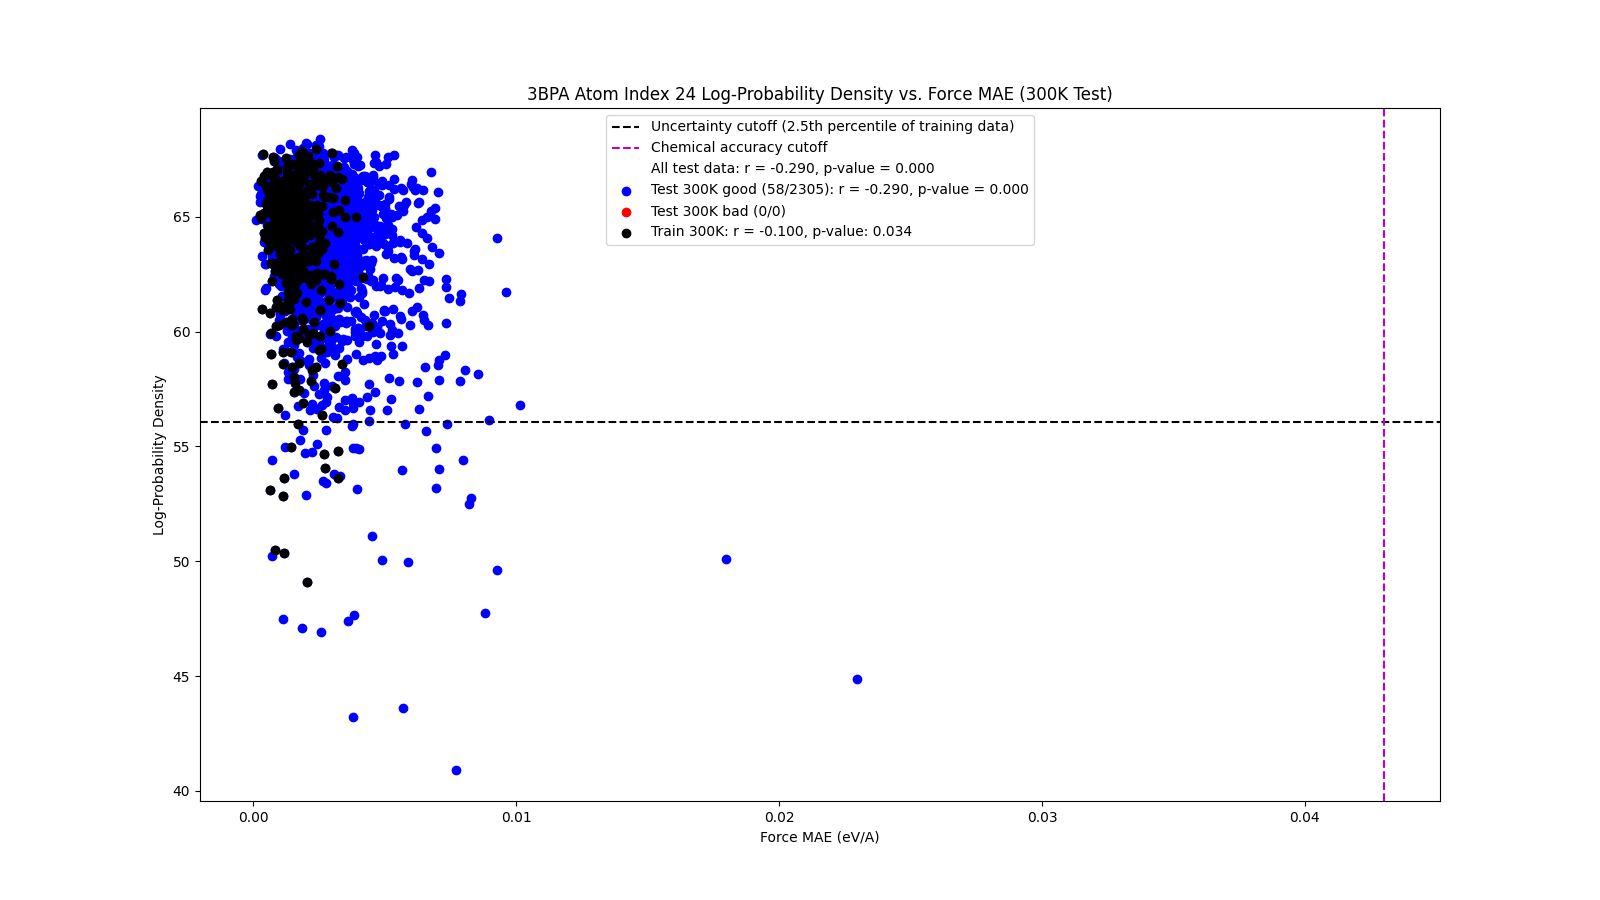 3BPA Atom Index 24 Log-Probability Density vs. Force MAE (300K Test)
Uncertainty cutoff (2.5th percentile of training data)
Chemical accuracy cutoff
All test data: r = -0.290, p-value = 0.000
Test 300K good (58/2305): r = -0.290, p-value = 0.000
Test 300K bad (0/0)
Train 300K: r = -0.100, p-value: 0.034
Log-Probability Density
65
60
55
50
45
40
0.00 0.01 0.02 0.03 0.04
Force MAE (eV/A)